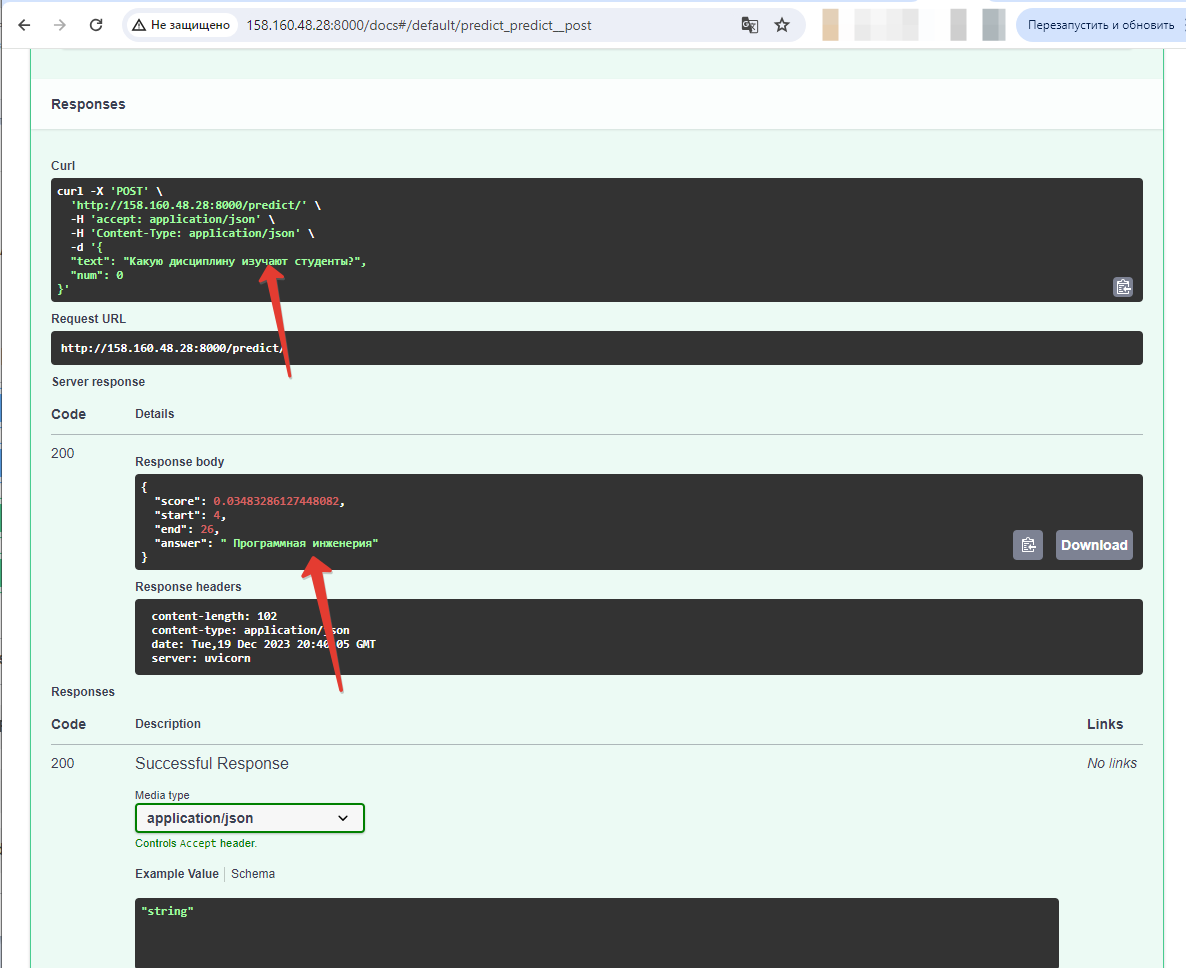 Не защищено 158.160.48.28:8000/docs#/default/predict_predict__post Перезапустить и обновить
Responses
Curl
curl -X 'POST' \
'http://158.160.48.28:8000/predict/' \
-H 'accept: application/json' \
-H 'Content-Type: application/json' \
-d '{
"text": "Какую дисциплину изучают студенты?",
"num": 0
}'
Request URL
http://158.160.48.28:8000/predict/
Server response
Code Details
200
Response body
{
"score": 0.03483286127448082,
"start": 4,
"end": 26,
"answer": " Программная инженерия"
}
Download
Response headers
content-length: 102
content-type: application/json
date: Tue,19 Dec 2023 20:40:05 GMT
server: uvicorn
Responses
Code Description Links
200 Successful Response No links
Media type
application/json
Controls Accept header.
Example Value Schema
"string"